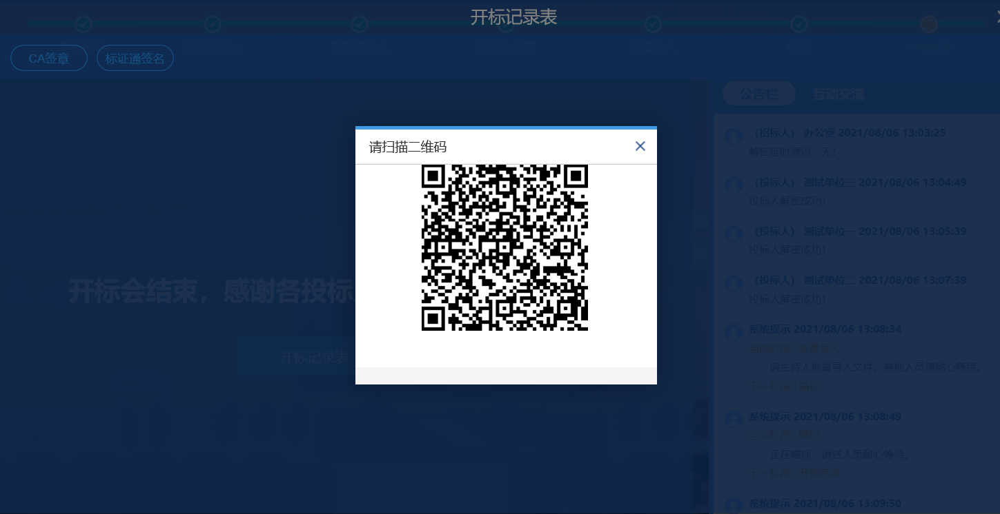 开标记录表
CA签章
标证通签名
公告栏
互动交流
请扫描二维码
(招标人) 办公室 2021/08/06 13:03:25
解密延时原因：无!
(投标人) 测试单位三 2021/08/06 13:04:49
投标人解密成功!
(投标人) 测试单位一 2021/08/06 13:05:39
投标人解密成功!
(投标人) 测试单位二 2021/08/06 13:07:39
投标人解密成功!
开标会结束，感谢各投标
开标记录表
系统提示 2021/08/06 13:08:34
当前阶段：批量导入
请主持人批量导入文件，其他人员请耐心等待。
下一阶段：唱标
系统提示 2021/08/06 13:08:49
当前阶段：唱标
正在唱标，请各人员耐心等待。
下一阶段：开标结束
系统提示 2021/08/06 13:09:50